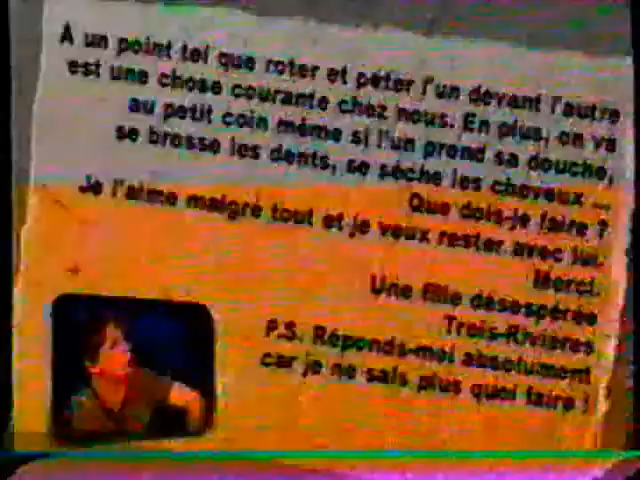 A un point tel que roter et péter l'un devant l'autre
est une chose courante chez nous. En plus, on va
au petit coin même si l'un prend sa douche,
se brosse les dents, se sèche les cheveux ...
Que dois-je faire ?
Je l'aime malgré tout et je veux rester avec lui.
Merci.
Une fille désespérée
Trois-Rivières
P.S. Réponds-moi absolument
car je ne sais plus quoi faire !